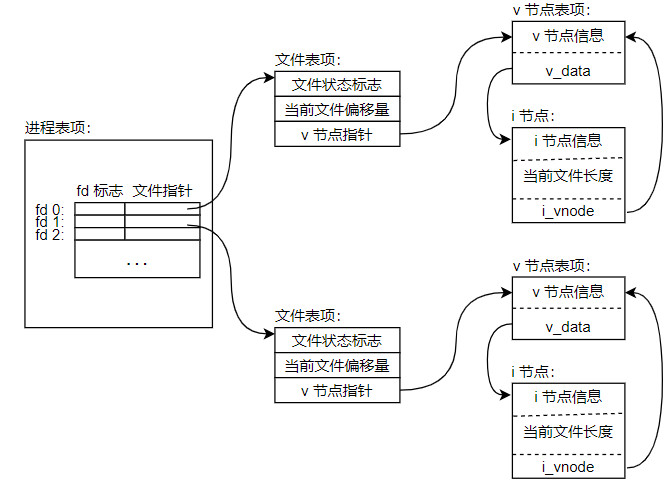 进程表项：
fd 标志 文件指针
fd 0:
fd 1:
fd 2:
...
文件表项：
文件状态标志
当前文件偏移量
v 节点指针
v 节点表项：
v 节点信息
v_data
i 节点：
i 节点信息
当前文件长度
i_vnode
文件表项：
文件状态标志
当前文件偏移量
v 节点指针
v 节点表项：
v 节点信息
v_data
i 节点：
i 节点信息
当前文件长度
i_vnode